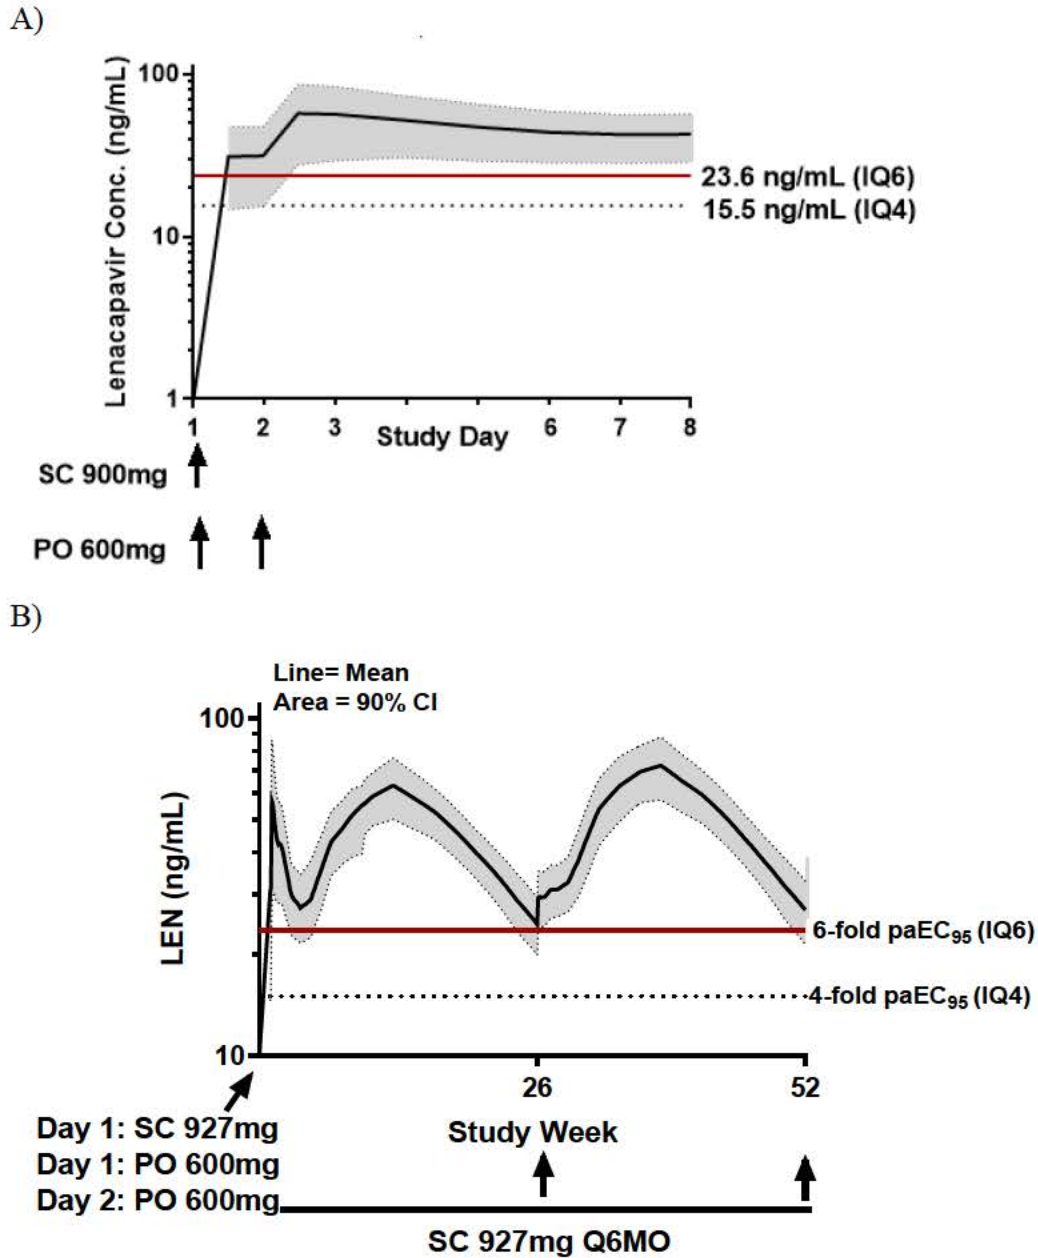 A)
Lenacapavir Conc. (ng/mL)
100
10
1
23.6 ng/mL (IQ6)
15.5 ng/mL (IQ4)
1 2 3 6 7 8
Study Day
SC 900mg
PO 600mg
B)
Line= Mean
Area = 90% CI
LEN (ng/mL)
100
10
6-fold paEC95 (IQ6)
4-fold paEC95 (IQ4)
26 52
Study Week
Day 1: SC 927mg
Day 1: PO 600mg
Day 2: PO 600mg
SC 927mg Q6MO